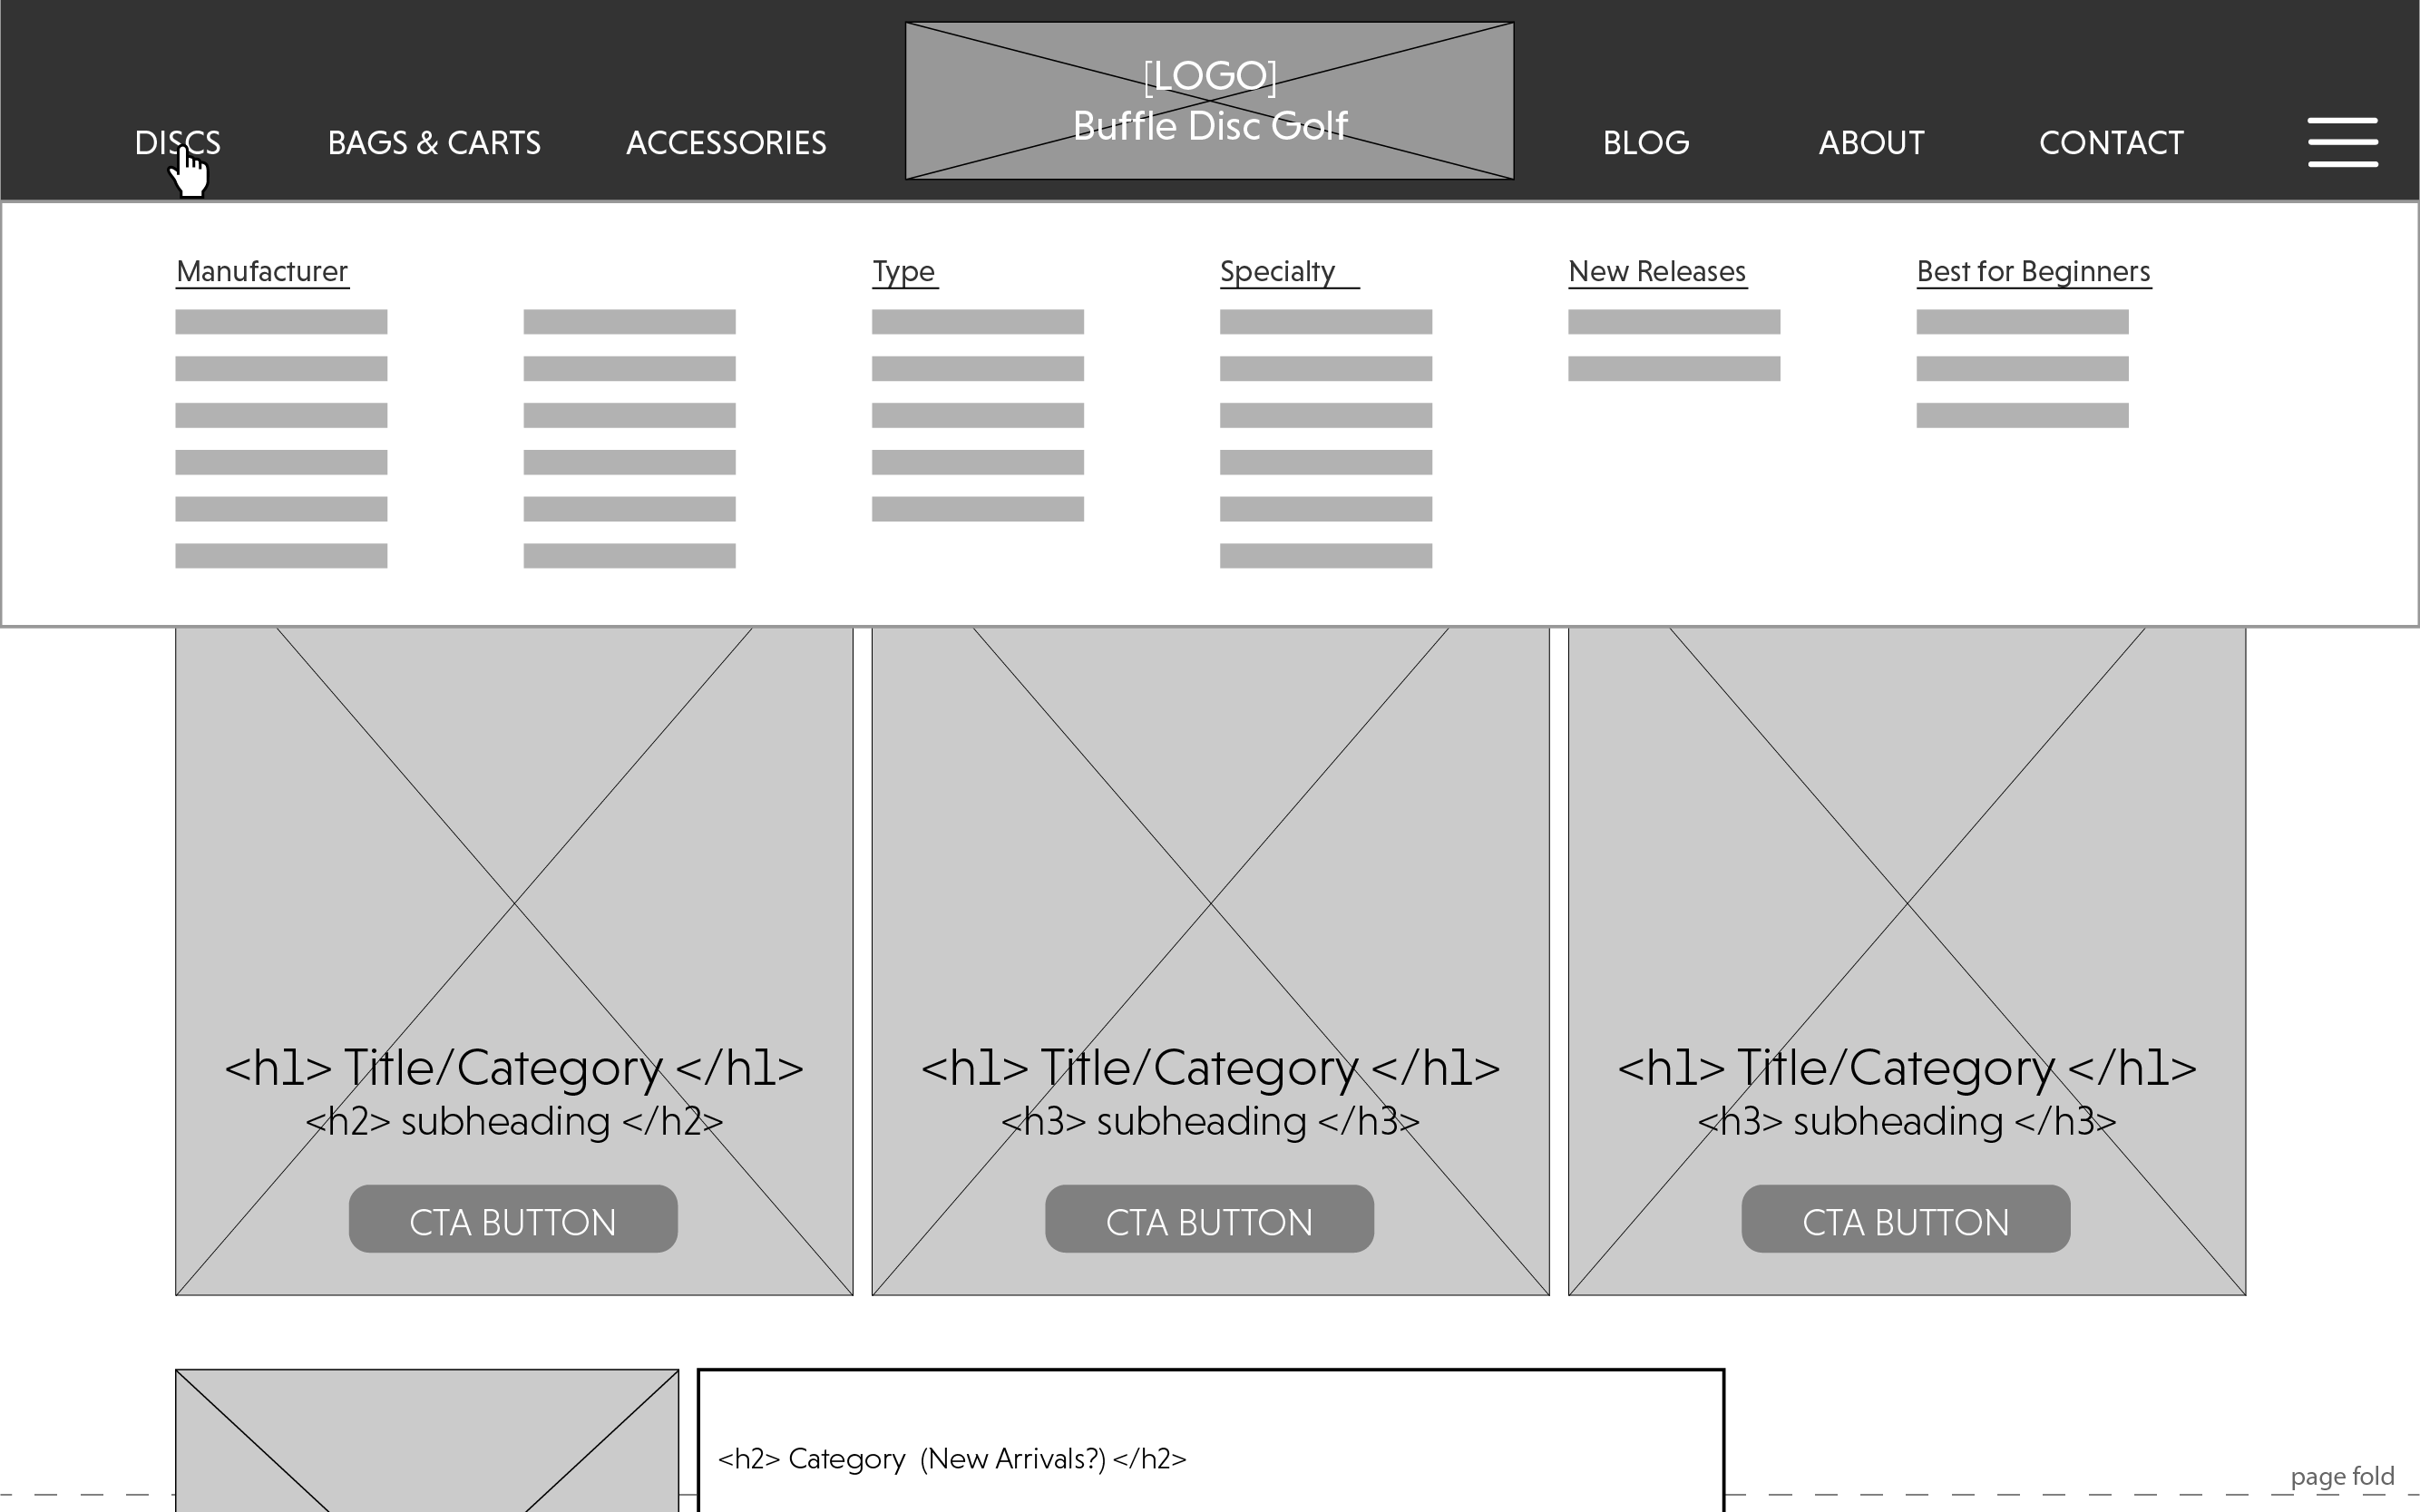 [LOGO]
Buffle Disc Golf
DISCS BAGS & CARTS ACCESSORIES BLOG ABOUT CONTACT
Manufacturer Type Specialty New Releases Best for Beginners
<h1> Title/Category </h1> <h1> Title/Category </h1> <h1> Title/Category </h1>
<h2> subheading </h2> <h3> subheading </h3> <h3> subheading </h3>
CTA BUTTON CTA BUTTON CTA BUTTON
<h2> Category (New Arrivals?) </h2>
page fold